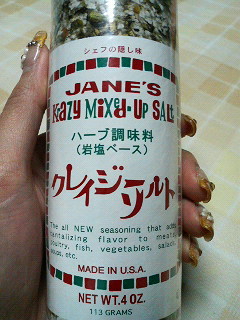 シェフの隠し味
JANE'S
KRAZY MIXED-UP SALT
ハーブ調味料
(岩塩ベース)
クレイジーソルト
The all NEW seasoning that adds
tantalizing flavor to meats,
poultry, fish, vegetables, salads,
soups, etc.
MADE IN U.S.A.
NET WT. 4 OZ.
113 GRAMS